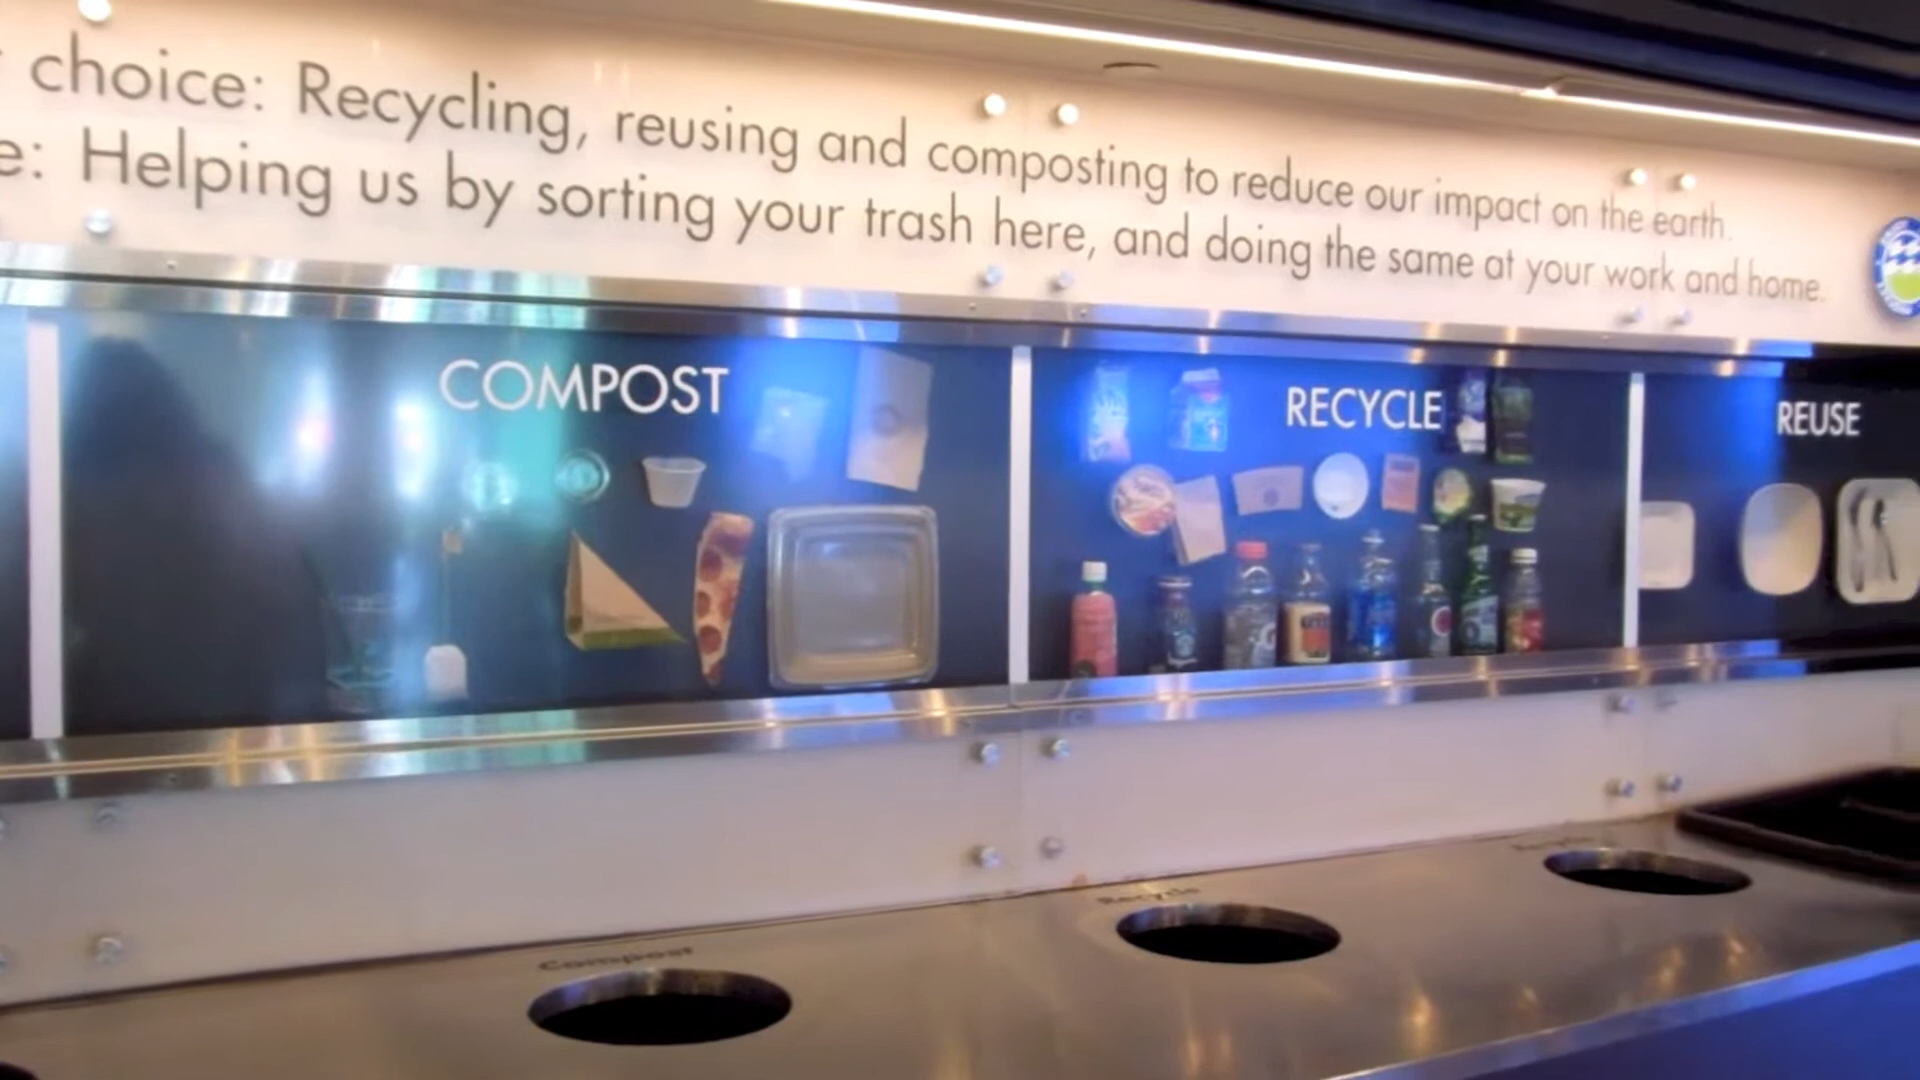 choice: Recycling, reusing and composting to reduce our impact on the earth.
e: Helping us by sorting your trash here, and doing the same at your work and home.
COMPOST
RECYCLE
REUSE
Compost
Recycle